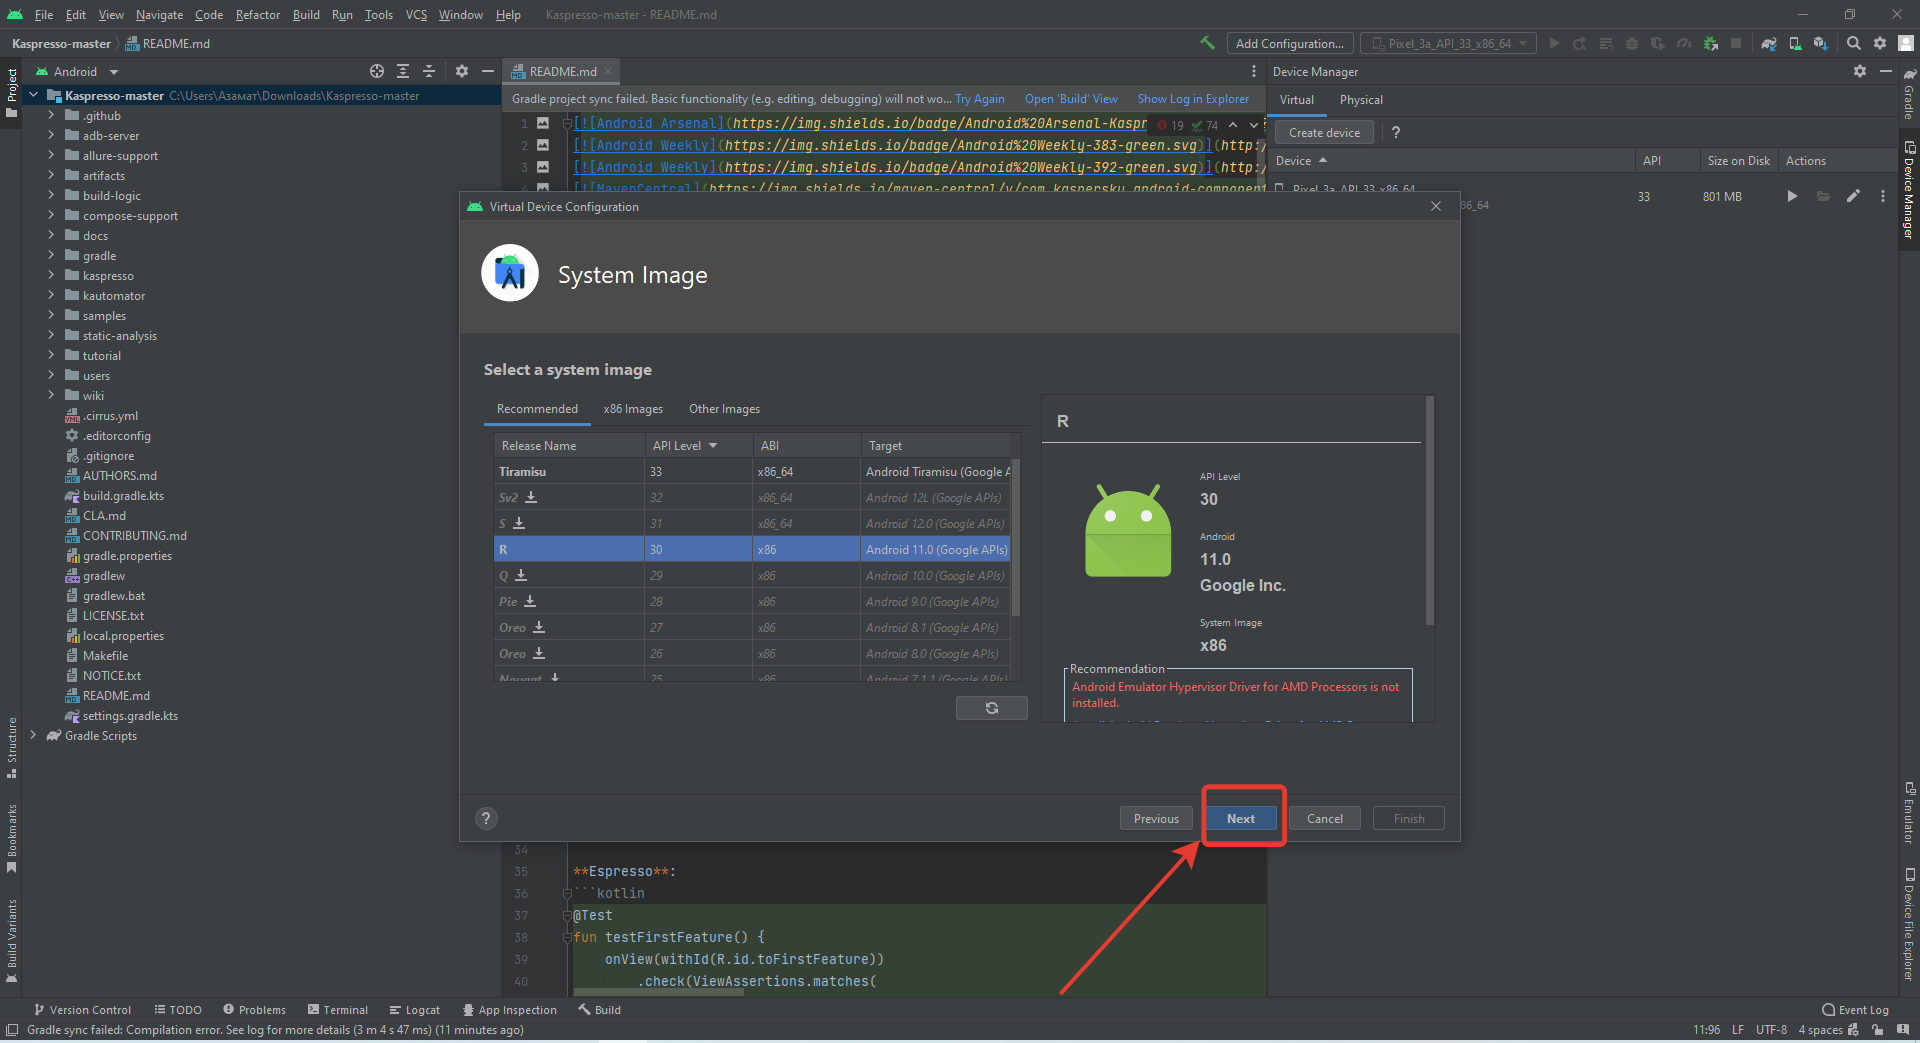 File Edit View Navigate Code Refactor Build Run Tools VCS Window Help Kaspresso-master - README.md
Kaspresso-master README.md
Add Configuration... Pixel_3a_API_33_x86_64
Project
Android
README.md
Device Manager
Gradle
Kaspresso-master C:\Users\Азамат\Downloads\Kaspresso-master
.github
adb-server
allure-support
artifacts
build-logic
compose-support
docs
gradle
kaspresso
kautomator
samples
static-analysis
tutorial
users
wiki
.cirrus.yml
.editorconfig
.gitignore
AUTHORS.md
build.gradle.kts
CLA.md
CONTRIBUTING.md
gradle.properties
gradlew
gradlew.bat
LICENSE.txt
local.properties
Makefile
NOTICE.txt
README.md
settings.gradle.kts
Gradle Scripts
Gradle project sync failed. Basic functionality (e.g. editing, debugging) will not wo... Try Again Open 'Build' View Show Log in Explorer
1 [![Android Arsenal](https://img.shields.io/badge/Android%20Arsenal-Kaspr
19 74
2 [![Android Weekly](https://img.shields.io/badge/Android%20Weekly-383-green.svg)](http:/
3 [![Android Weekly](https://img.shields.io/badge/Android%20Weekly-392-green.svg)](http:/
4 [![MavenCentral](https://img.shields.io/maven-central/v/com.kaspersky.android-component
Virtual Physical
Create device ?
Device API Size on Disk Actions
Pixel_3a_API_33_x86_64
x86_64
33 801 MB
Device Manager
Virtual Device Configuration
System Image
Select a system image
Recommended x86 Images Other Images
Release Name API Level ABI Target
Tiramisu 33 x86_64 Android Tiramisu (Google A
Sv2 32 x86_64 Android 12L (Google APIs)
S 31 x86_64 Android 12.0 (Google APIs)
R 30 x86 Android 11.0 (Google APIs)
Q 29 x86 Android 10.0 (Google APIs)
Pie 28 x86 Android 9.0 (Google APIs)
Oreo 27 x86 Android 8.1 (Google APIs)
Oreo 26 x86 Android 8.0 (Google APIs)
Nougat 25 x86 Android 7.1.1 (Google APIs)
R
API Level
30
Android
11.0
Google Inc.
System Image
x86
Recommendation
Android Emulator Hypervisor Driver for AMD Processors is not
installed.
? Previous Next Cancel Finish
34
35 **Espresso**:
36 ```kotlin
37 @Test
38 fun testFirstFeature() {
39 onView(withId(R.id.toFirstFeature))
40 .check(ViewAssertions.matches(
Structure
Bookmarks
Build Variants
Emulator
Device File Explorer
Version Control TODO Problems Terminal Logcat App Inspection Build Event Log
Gradle sync failed: Compilation error. See log for more details (3 m 4 s 47 ms) (11 minutes ago) 11:96 LF UTF-8 4 spaces